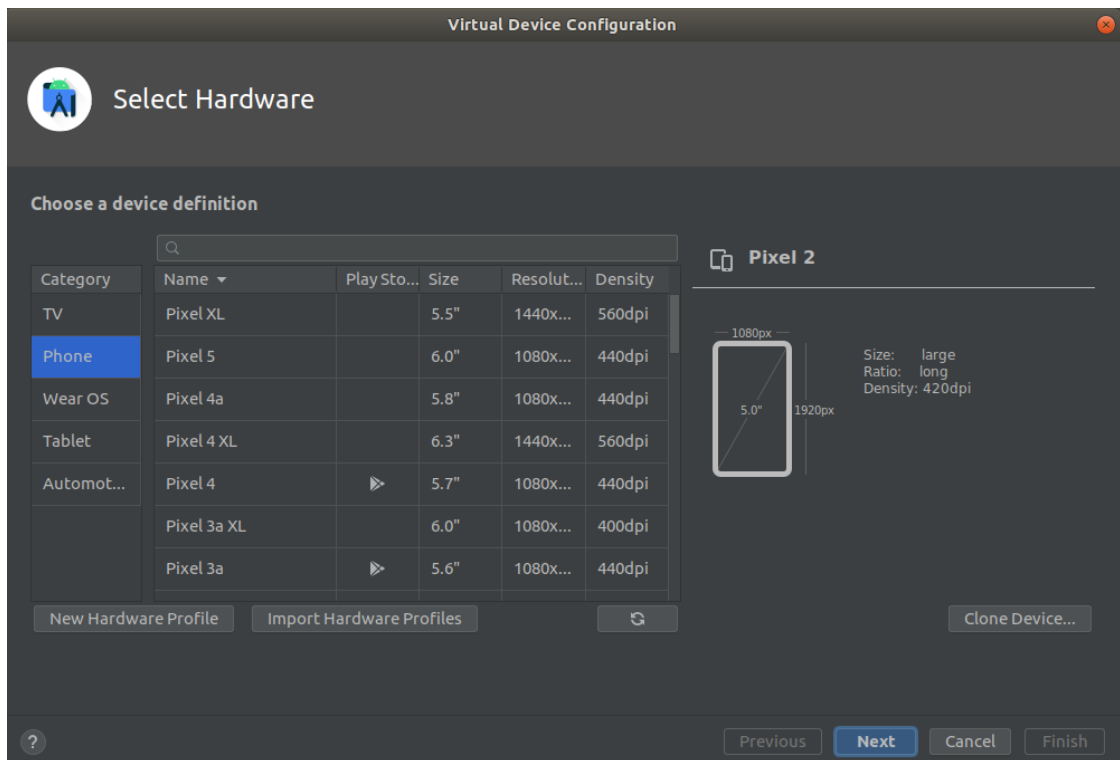 Virtual Device Configuration
Select Hardware
Choose a device definition
Category
TV
Phone
Wear OS
Tablet
Automot...
Name Play Sto... Size Resolut... Density
Pixel XL 5.5" 1440x... 560dpi
Pixel 5 6.0" 1080x... 440dpi
Pixel 4a 5.8" 1080x... 440dpi
Pixel 4 XL 6.3" 1440x... 560dpi
Pixel 4 5.7" 1080x... 440dpi
Pixel 3a XL 6.0" 1080x... 400dpi
Pixel 3a 5.6" 1080x... 440dpi
Pixel 2
1080px
5.0" 1920px
Size: large
Ratio: long
Density: 420dpi
New Hardware Profile Import Hardware Profiles Clone Device...
? Previous Next Cancel Finish